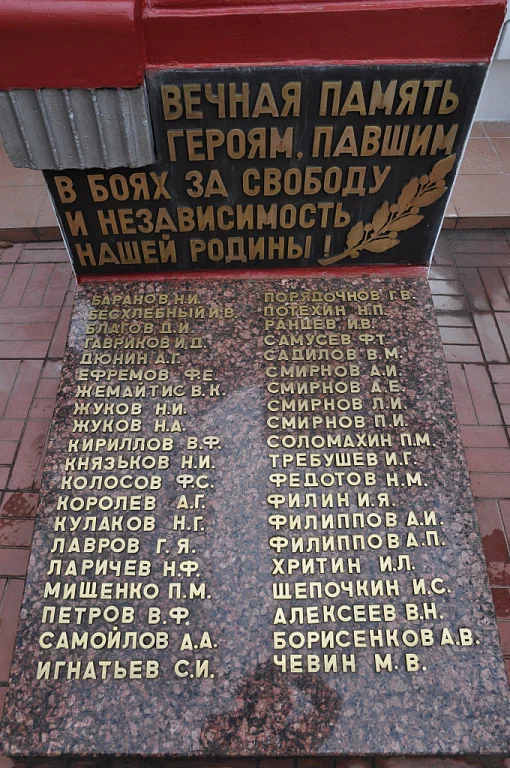 ВЕЧНАЯ ПАМЯТЬ
ГЕРОЯМ, ПАВШИМ
В БОЯХ ЗА СВОБОДУ
И НЕЗАВИСИМОСТЬ
НАШЕЙ РОДИНЫ!
БАРАНОВ Н.И.
БЕСХЛЕБНЫЙ И.В.
БЛАГОВ Д.И.
ГАВРИКОВ И.Д.
ДЮНИН А.Г.
ЕФРЕМОВ Ф.Е.
ЖЕМАЙТИС В.К.
ЖУКОВ Н.И.
ЖУКОВ Н.А.
КИРИЛЛОВ В.Ф.
КНЯЗЬКОВ Н.И.
КОЛОСОВ Ф.С.
КОРОЛЕВ А.Г.
КУЛАКОВ Н.Г.
ЛАВРОВ Г.Я.
ЛАРИЧЕВ Н.Ф.
МИЩЕНКО П.М.
ПЕТРОВ В.Ф.
САМОЙЛОВ А.А.
ИГНАТЬЕВ С.И.
ПОРЯДОЧНОВ Г.В.
ПОТЕХИН Н.П.
РАНЦЕВ И.В.
САМУСЕВ Ф.Т.
САДИЛОВ В.М.
СМИРНОВ А.И.
СМИРНОВ А.Е.
СМИРНОВ Л.И.
СМИРНОВ П.И.
СОЛОМАХИН П.М.
ТРЕБУШЕВ И.Г.
ФЕДОТОВ Н.М.
ФИЛИН И.Я.
ФИЛИППОВ А.И.
ФИЛИППОВ А.П.
ХРИТИН И.Л.
ЩЕПОЧКИН И.С.
АЛЕКСЕЕВ В.Н.
БОРИСЕНКОВ А.В.
ЧЕВИН М.В.